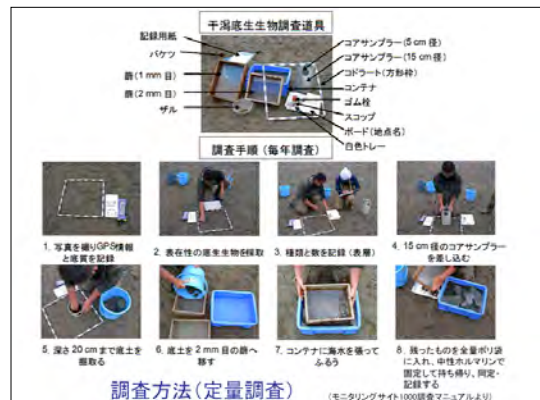 干潟底生生物調査道具
記録用紙
バケツ
篩(1 mm 目)
篩(2 mm 目)
ザル
コアサンプラー(5 cm 径)
コアサンプラー(15 cm 径)
コドラート(方形枠)
コンテナ
ゴム栓
スコップ
ボード(地点名)
白色トレー
調査手順(毎年調査)
1. 写真を撮りGPS情報
と底質を記録
2. 表在性の底生生物を採取
3. 種類と数を記録(表層)
4. 15 cm 径のコアサンプラー
を差し込む
5. 深さ 20 cm まで底土を
掘取る
6. 底土を 2 mm 目の篩へ
移す
7. コンテナに海水を張って
ふるう
8. 残ったものを全量ポリ袋
に入れ、中性ホルマリンで
固定して持ち帰り、同定・
記録する
調査方法(定量調査)
(モニタリングサイト1000調査マニュアルより)